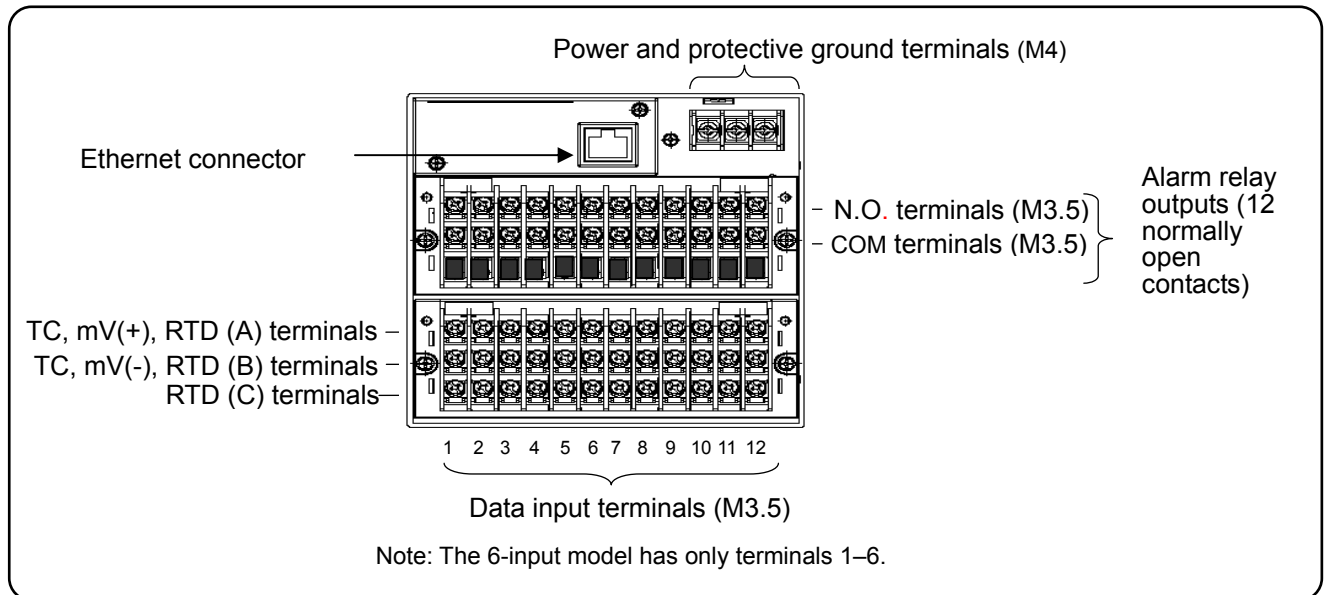 Power and protective ground terminals (M4)
Ethernet connector
N.O. terminals (M3.5)
COM terminals (M3.5)
Alarm relay
outputs (12
normally
open
contacts)
TC, mV(+), RTD (A) terminals
TC, mV(-), RTD (B) terminals
RTD (C) terminals
1 2 3 4 5 6 7 8 9 10 11 12
Data input terminals (M3.5)
Note: The 6-input model has only terminals 1–6.